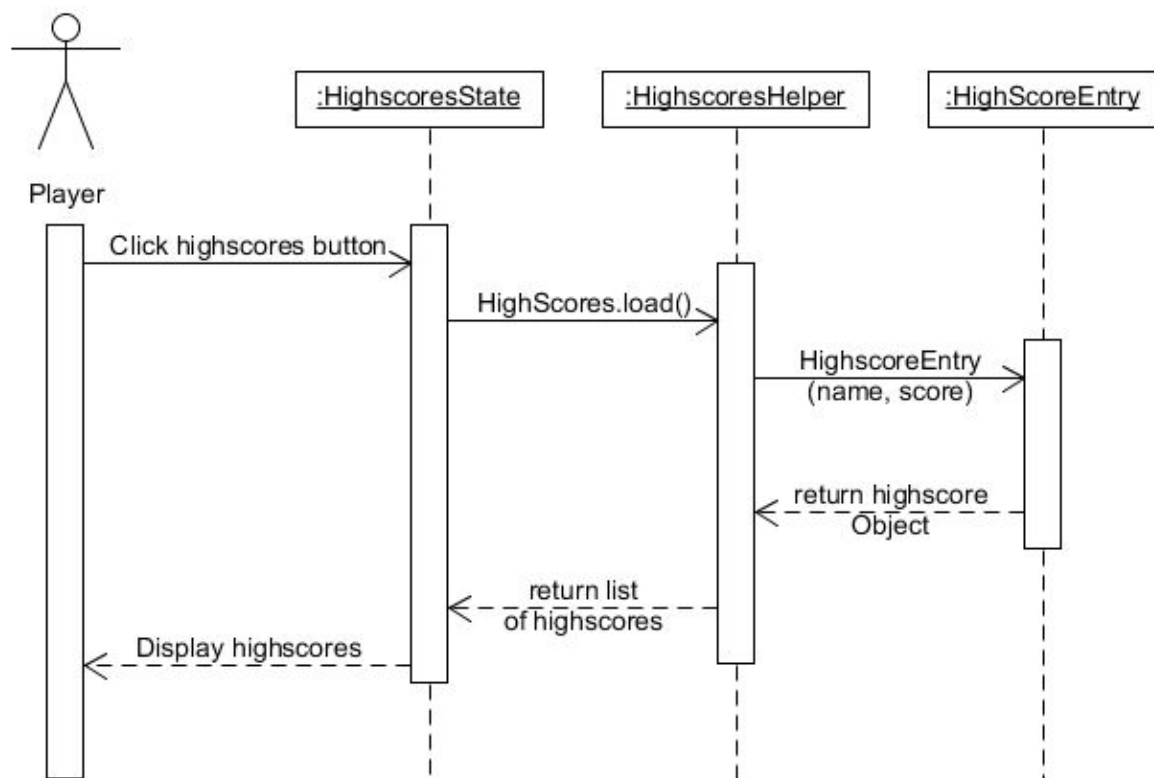 :HighscoresState
:HighscoresHelper
:HighScoreEntry
Player
Click highscores button
HighScores.load()
HighscoreEntry
(name, score)
return highscore
Object
return list
of highscores
Display highscores